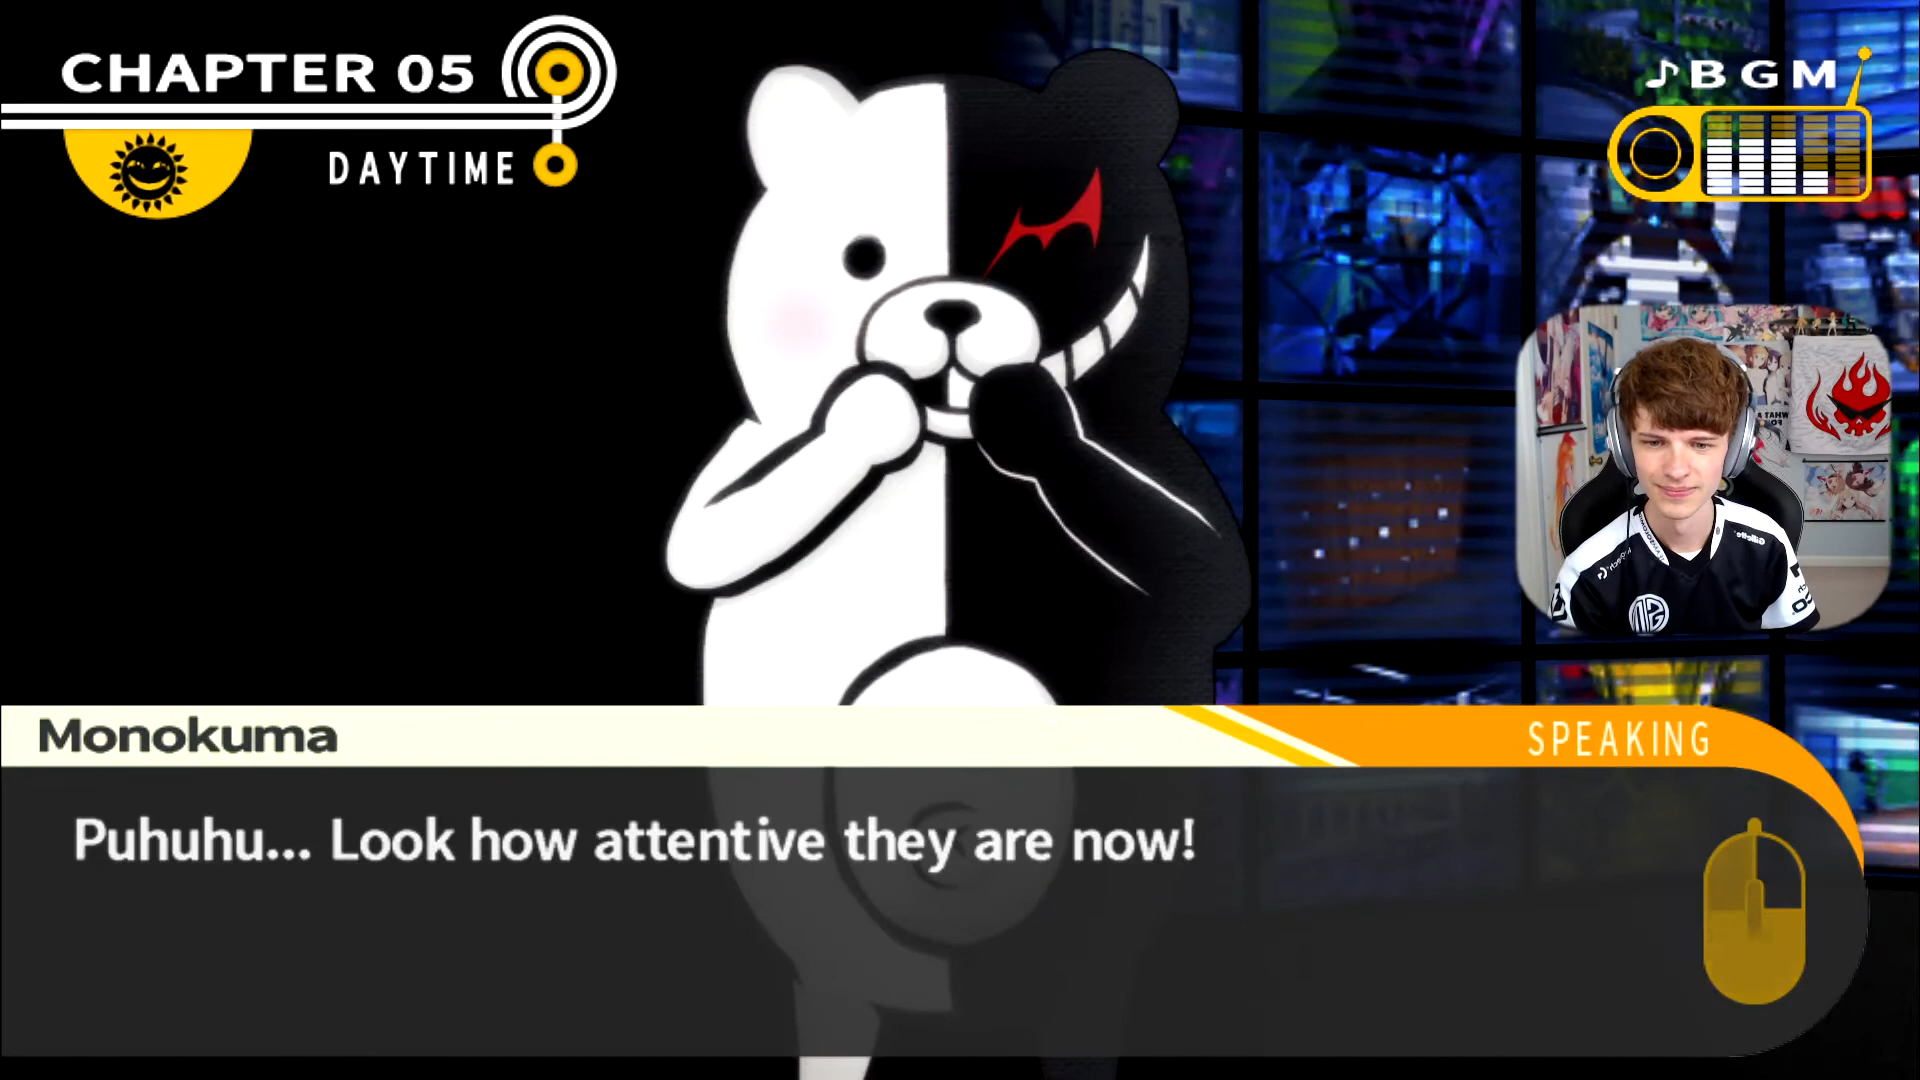 CHAPTER 05
♪BGM
DAYTIME
Monokuma
SPEAKING
Puhuhu... Look how attentive they are now!